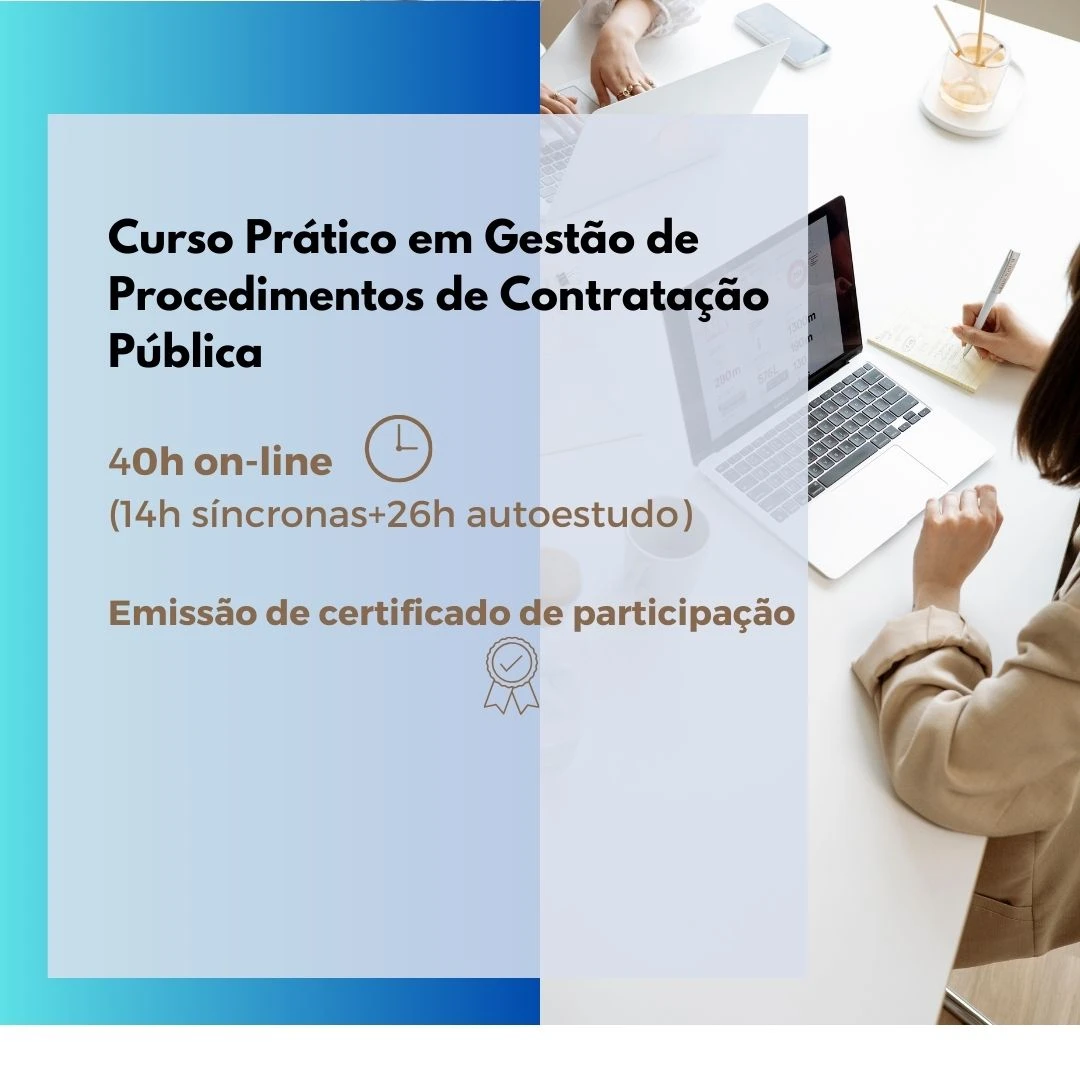 Curso Prático em Gestão de
Procedimentos de Contratação
Pública
40h on-line
(14h síncronas+26h autoestudo)
Emissão de certificado de participação